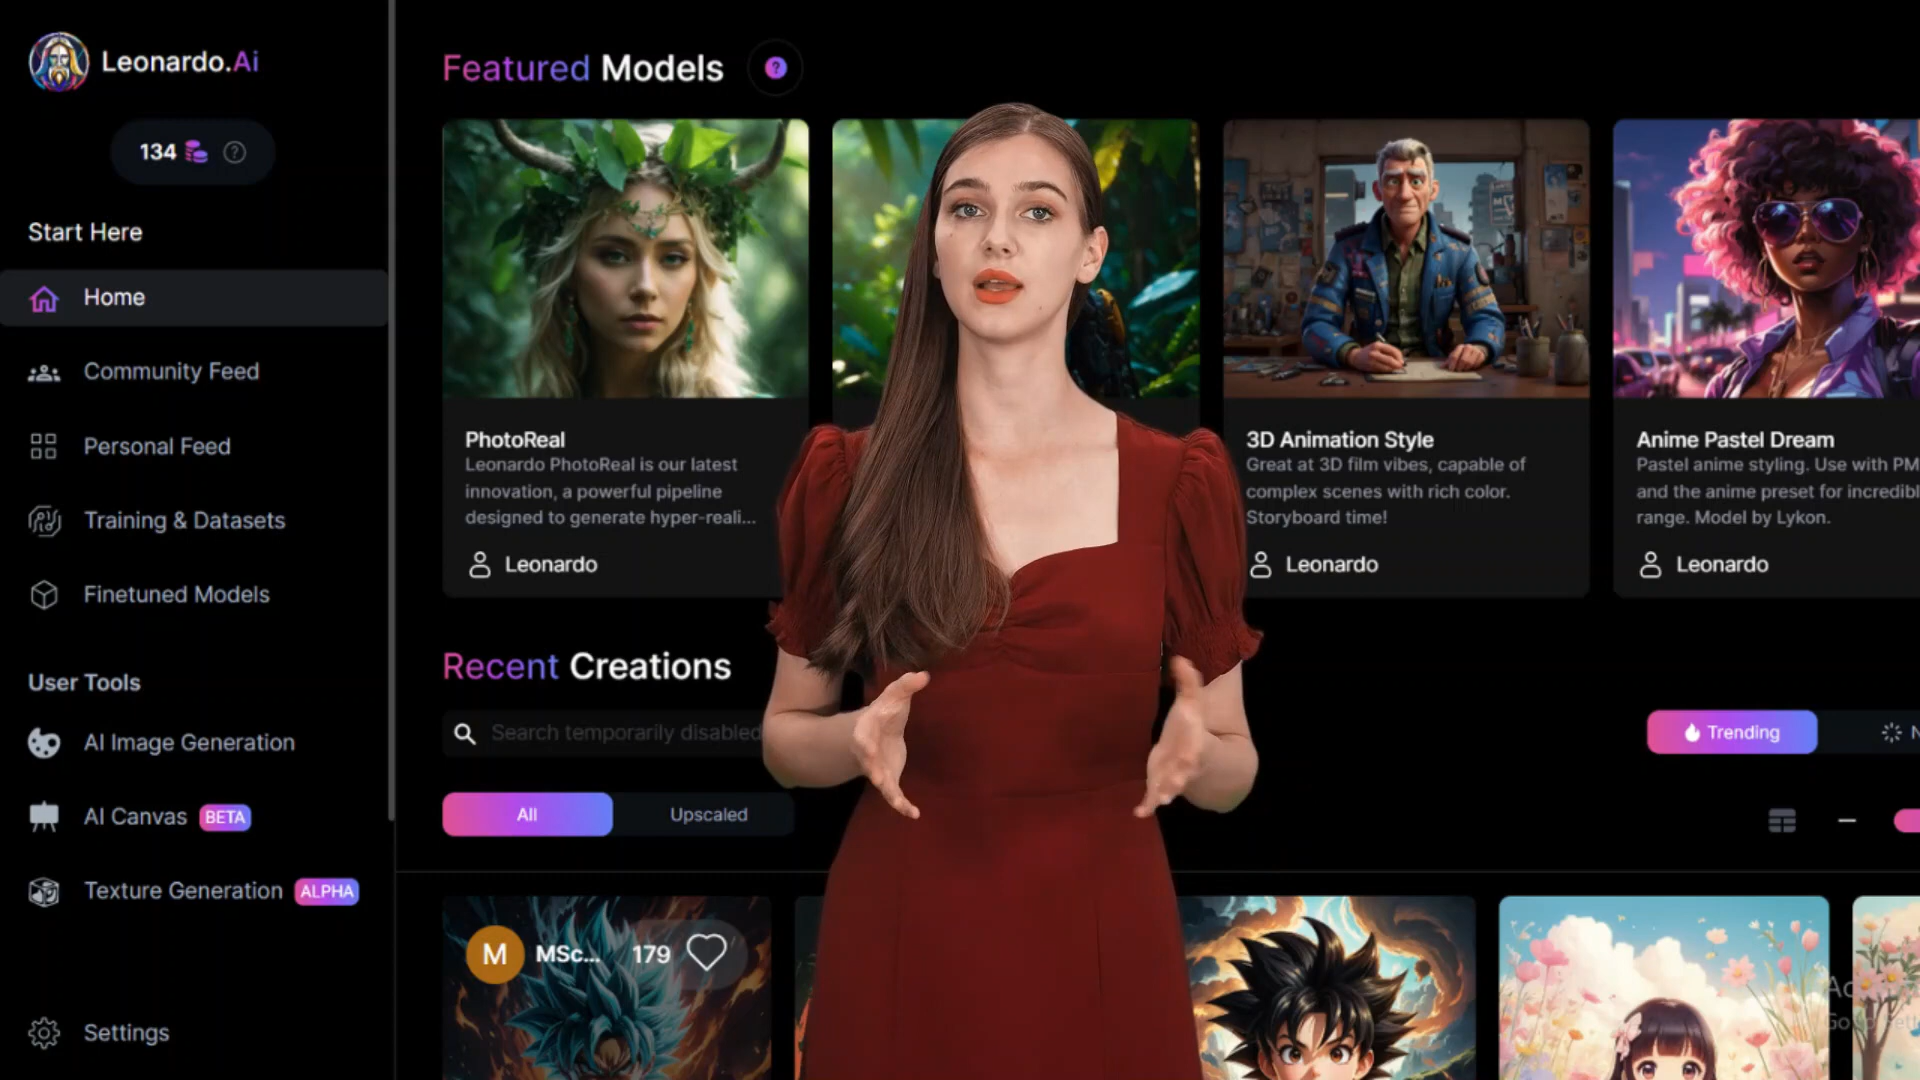 Leonardo.Ai
134
Start Here
Home
Community Feed
Personal Feed
Training & Datasets
Finetuned Models
User Tools
AI Image Generation
AI Canvas BETA
Texture Generation ALPHA
Settings
Featured Models ?
PhotoReal
Leonardo PhotoReal is our latest
innovation, a powerful pipeline
designed to generate hyper-reali...
Leonardo
3D Animation Style
Great at 3D film vibes, capable of
complex scenes with rich color.
Storyboard time!
Leonardo
Anime Pastel Dream
Pastel anime styling. Use with PM
and the anime preset for incredibl
range. Model by Lykon.
Leonardo
Recent Creations
Search temporarily disabled
Trending
All Upscaled
M MSc... 179